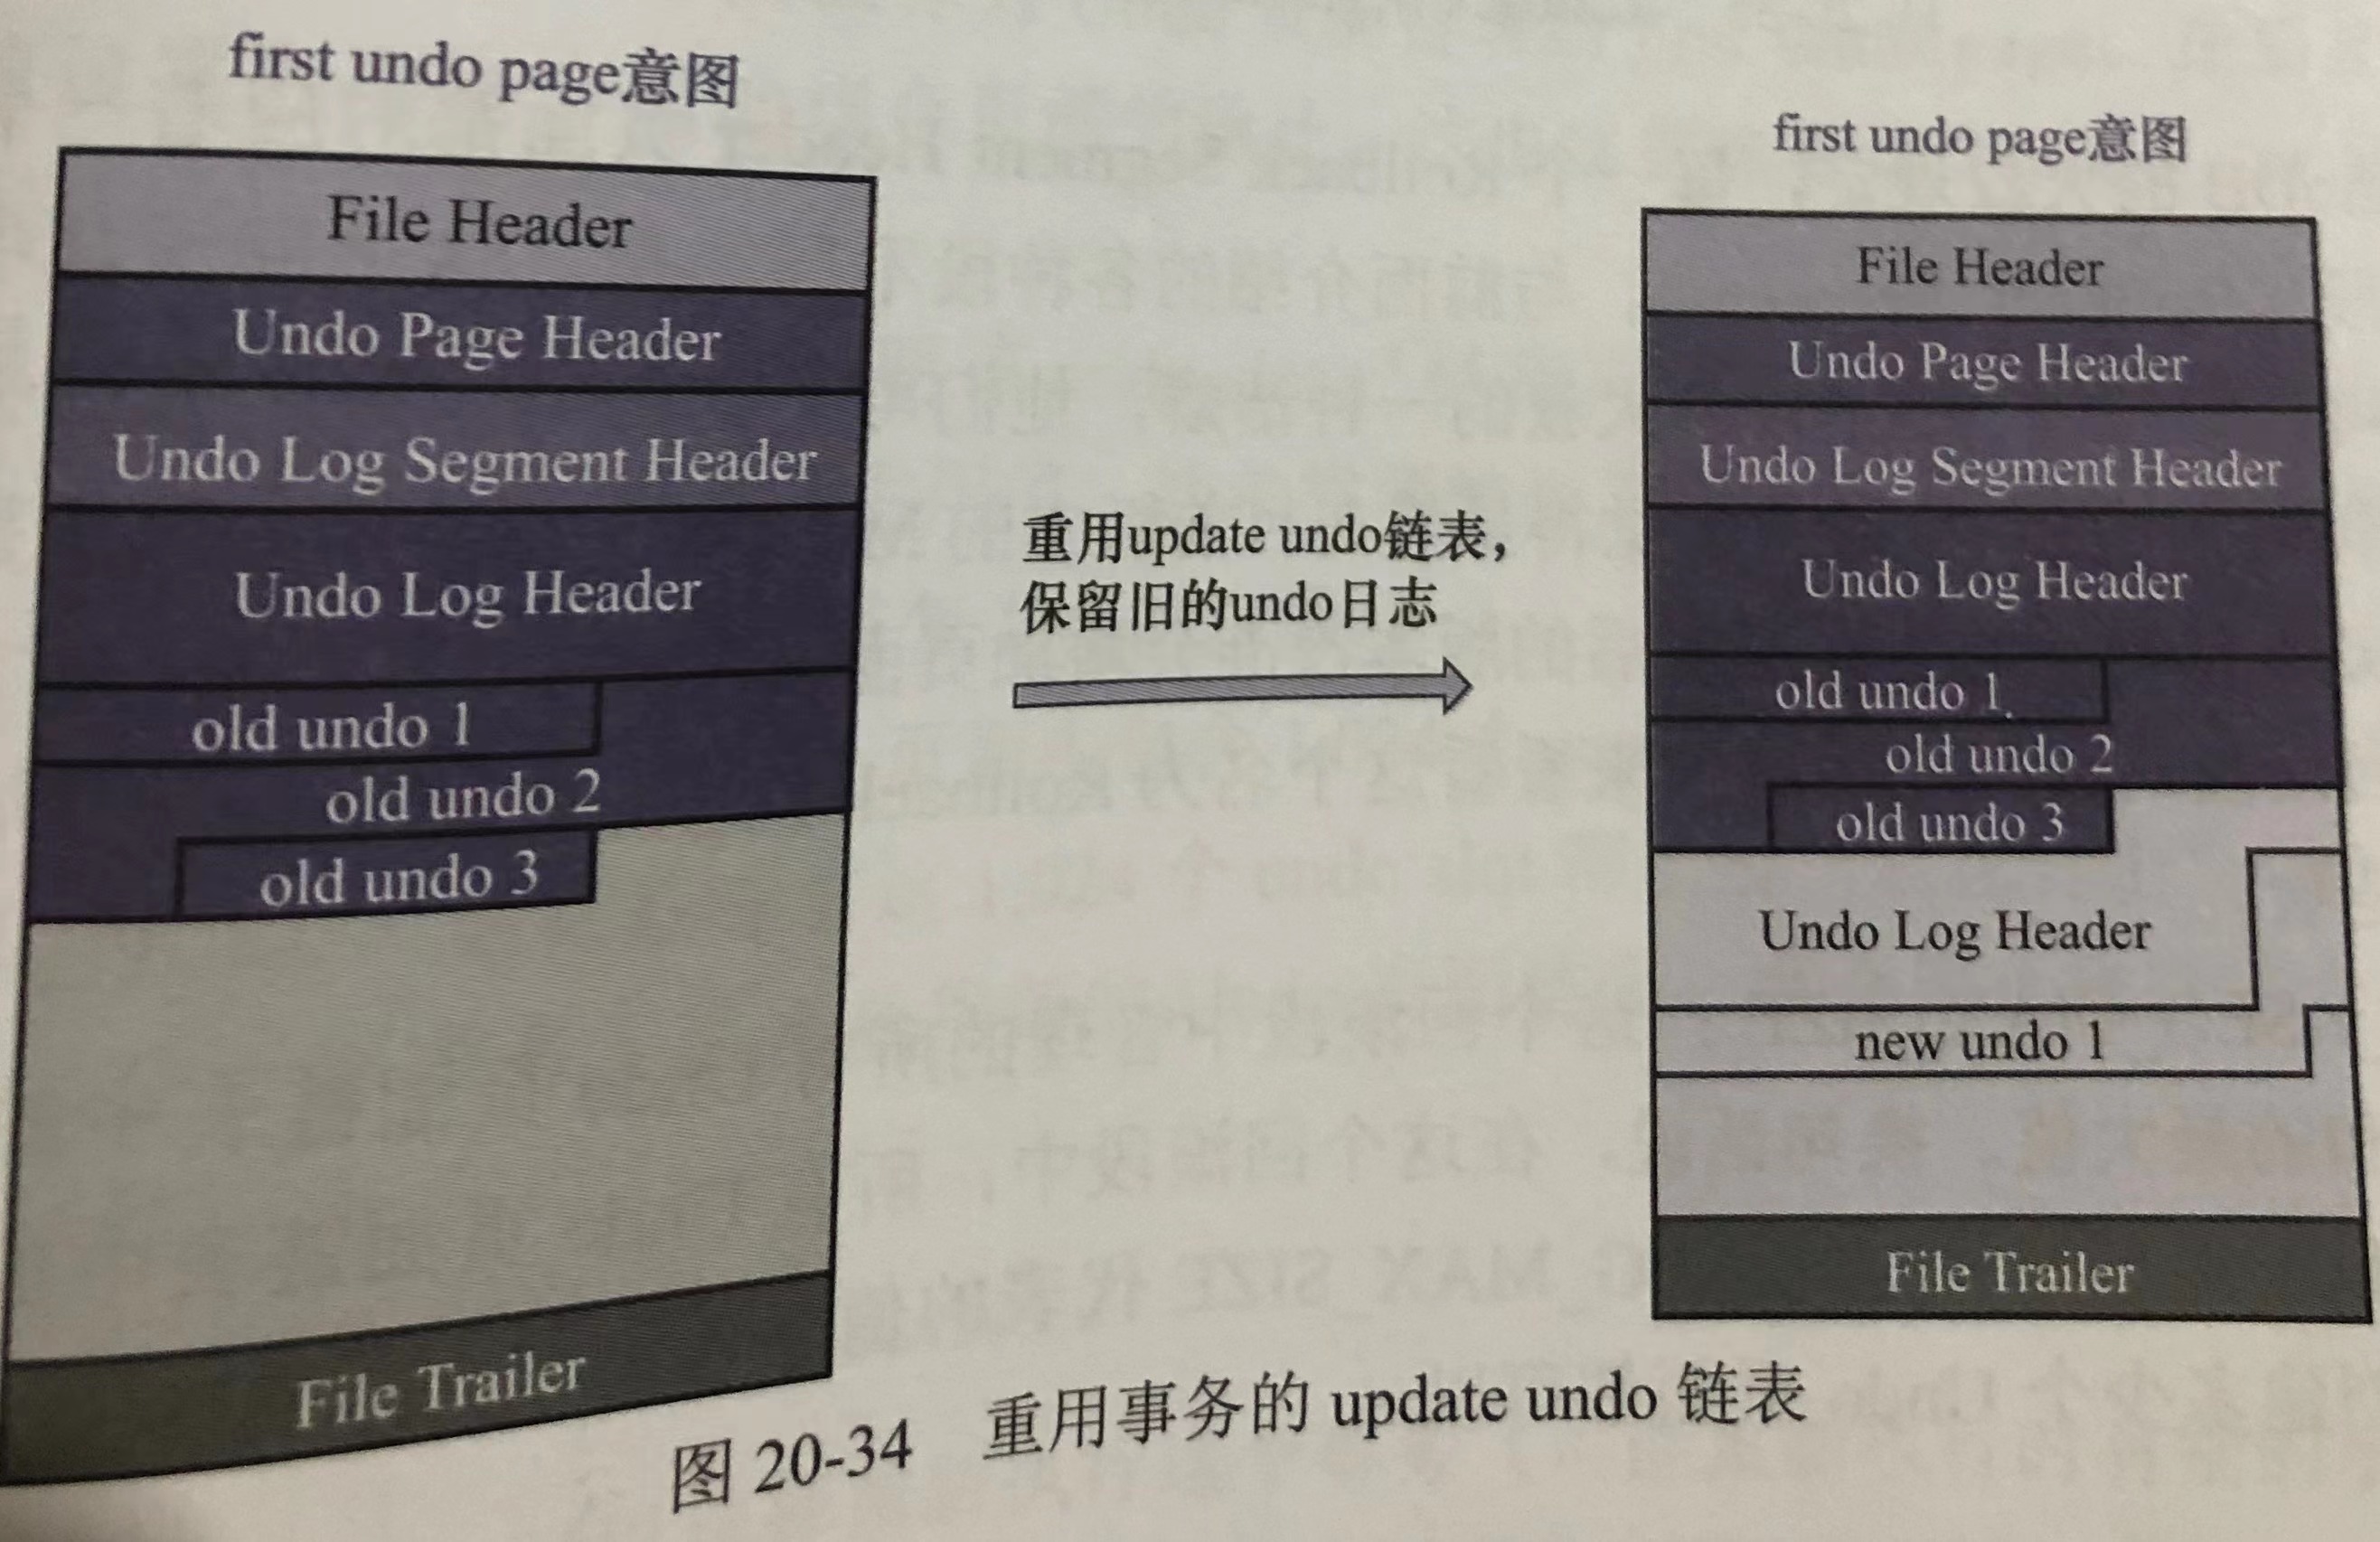 first undo page意图
File Header
Undo Page Header
Undo Log Segment Header
Undo Log Header
old undo 1
old undo 2
old undo 3
File Trailer
重用update undo链表，
保留旧的undo日志
first undo page意图
File Header
Undo Page Header
Undo Log Segment Header
Undo Log Header
old undo 1
old undo 2
old undo 3
Undo Log Header
new undo 1
File Trailer
图 20-34 重用事务的 update undo 链表